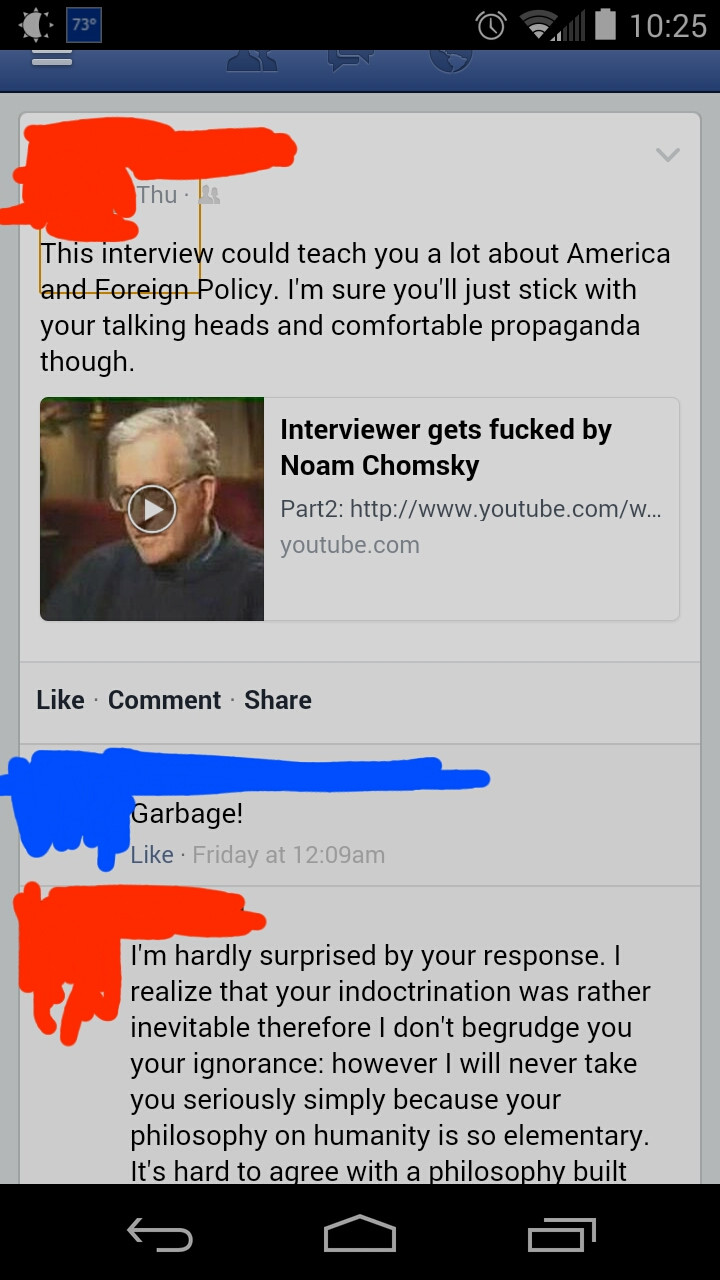 73°
10:25
Thu ·
This interview could teach you a lot about America
and Foreign Policy. I'm sure you'll just stick with
your talking heads and comfortable propaganda
though.
Interviewer gets fucked by
Noam Chomsky
Part2: http://www.youtube.com/w...
youtube.com
Like · Comment · Share
Garbage!
Like · Friday at 12:09am
I'm hardly surprised by your response. I
realize that your indoctrination was rather
inevitable therefore I don't begrudge you
your ignorance: however I will never take
you seriously simply because your
philosophy on humanity is so elementary.
It's hard to agree with a philosophy built